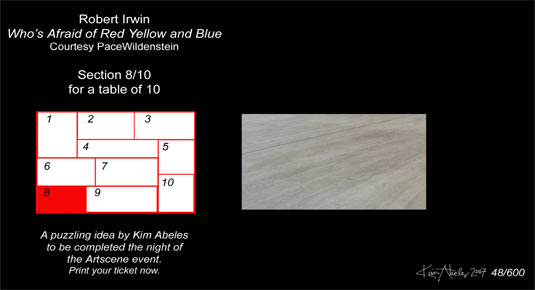 Robert Irwin
Who's Afraid of Red Yellow and Blue
Courtesy PaceWildenstein
Section 8/10
for a table of 10
1
2
3
4
5
6
7
10
8
9
A puzzling idea by Kim Abeles
to be completed the night of
the Artscene event.
Print your ticket now.
Kim Abeles 2007 48/600